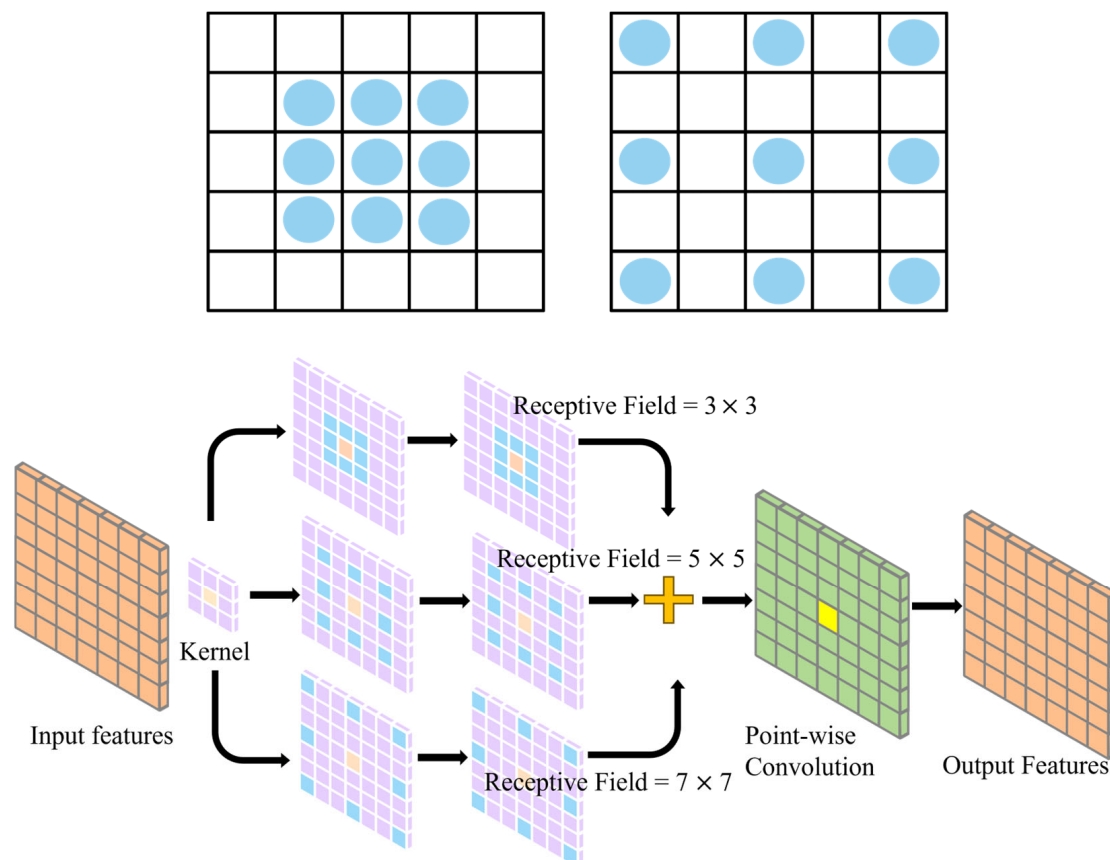 Receptive Field = 3 × 3
Receptive Field = 5 × 5
Kernel
Input features
Receptive Field = 7 × 7
Point-wise
Convolution
Output Features